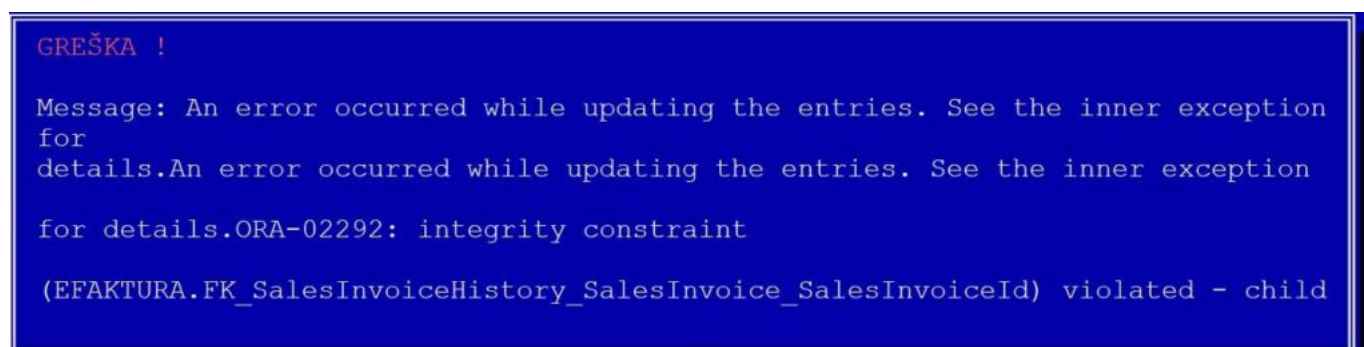 GREŠKA !
Message: An error occurred while updating the entries. See the inner exception
for
details.An error occurred while updating the entries. See the inner exception
for details.ORA-02292: integrity constraint
(EFAKTURA.FK_SalesInvoiceHistory_SalesInvoice_SalesInvoiceId) violated - child